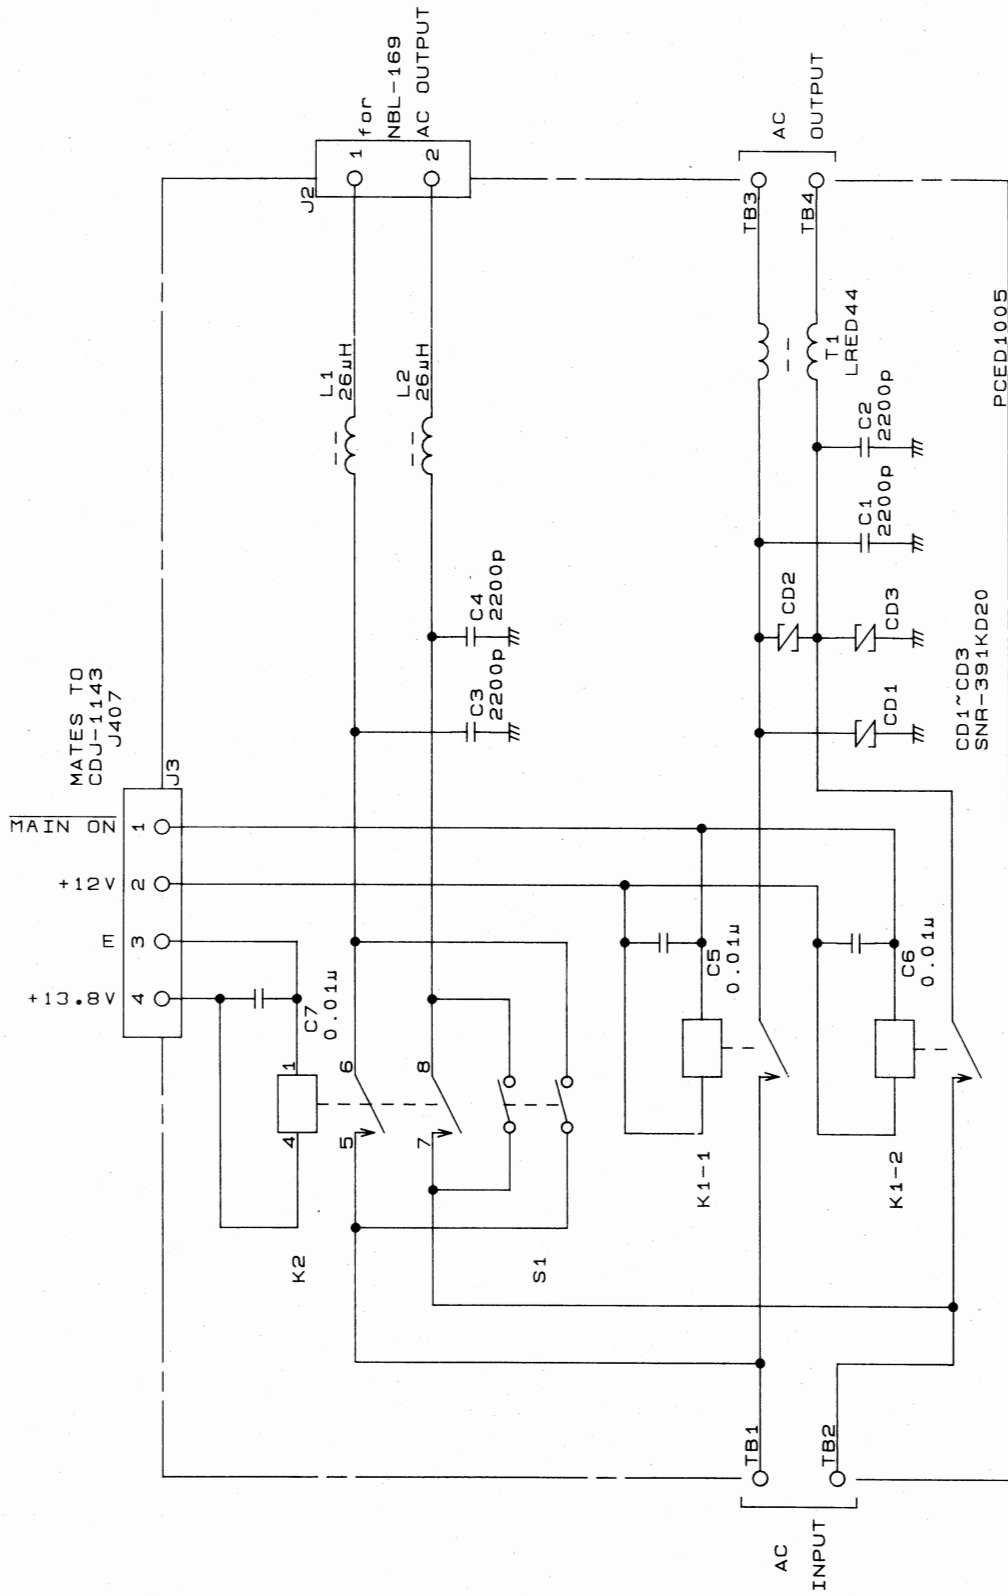 for
NBL-169
AC OUTPUT
J2
1
2
L1
26μH
L2
26μH
AC
OUTPUT
TB3
TB4
T1
LRED44
PCED1005
C2
2200p
C1
2200p
C4
2200p
C3
2200p
CD2
CD3
CD1
CD1~CD3
SNR-391KD20
MATES TO
CDJ-1143
J407
J3
MAIN ON
1
+12V
2
E
3
+13.8V
4
C7
0.01μ
1
4
K2
6
5
8
7
S1
C5
0.01μ
K1-1
C6
0.01μ
K1-2
TB1
TB2
AC
INPUT